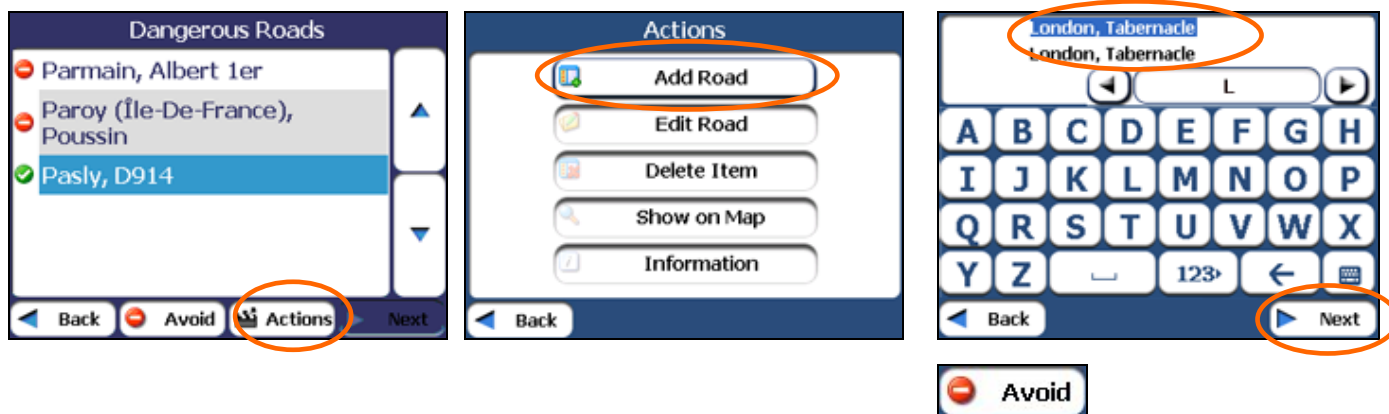 Dangerous Roads
Parmain, Albert 1er
Paroy (Île-De-France),
Poussin
Pasly, D914
Back Avoid Actions Next
Actions
Add Road
Edit Road
Delete Item
Show on Map
Information
Back
London, Tabernacle
London, Tabernacle
L
A B C D E F G H
I J K L M N O P
Q R S T U V W X
Y Z 123
Back Next
Avoid